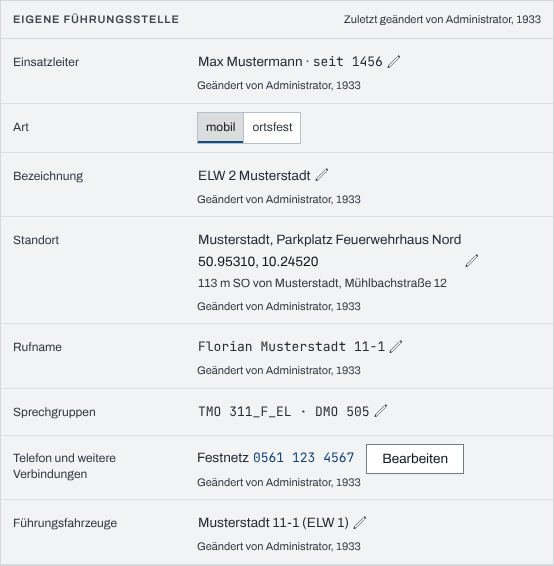 EIGENE FÜHRUNGSSTELLE
Zuletzt geändert von Administrator, 1933
Einsatzleiter
Max Mustermann · seit 1456
Geändert von Administrator, 1933
Art
mobil
ortsfest
Bezeichnung
ELW 2 Musterstadt
Geändert von Administrator, 1933
Standort
Musterstadt, Parkplatz Feuerwehrhaus Nord
50.95310, 10.24520
113 m SO von Musterstadt, Mühlbachstraße 12
Geändert von Administrator, 1933
Rufname
Florian Musterstadt 11-1
Geändert von Administrator, 1933
Sprechgruppen
TMO 311_F_EL · DMO 505
Telefon und weitere
Verbindungen
Festnetz 0561 123 4567
Bearbeiten
Geändert von Administrator, 1933
Führungsfahrzeuge
Musterstadt 11-1 (ELW 1)
Geändert von Administrator, 1933